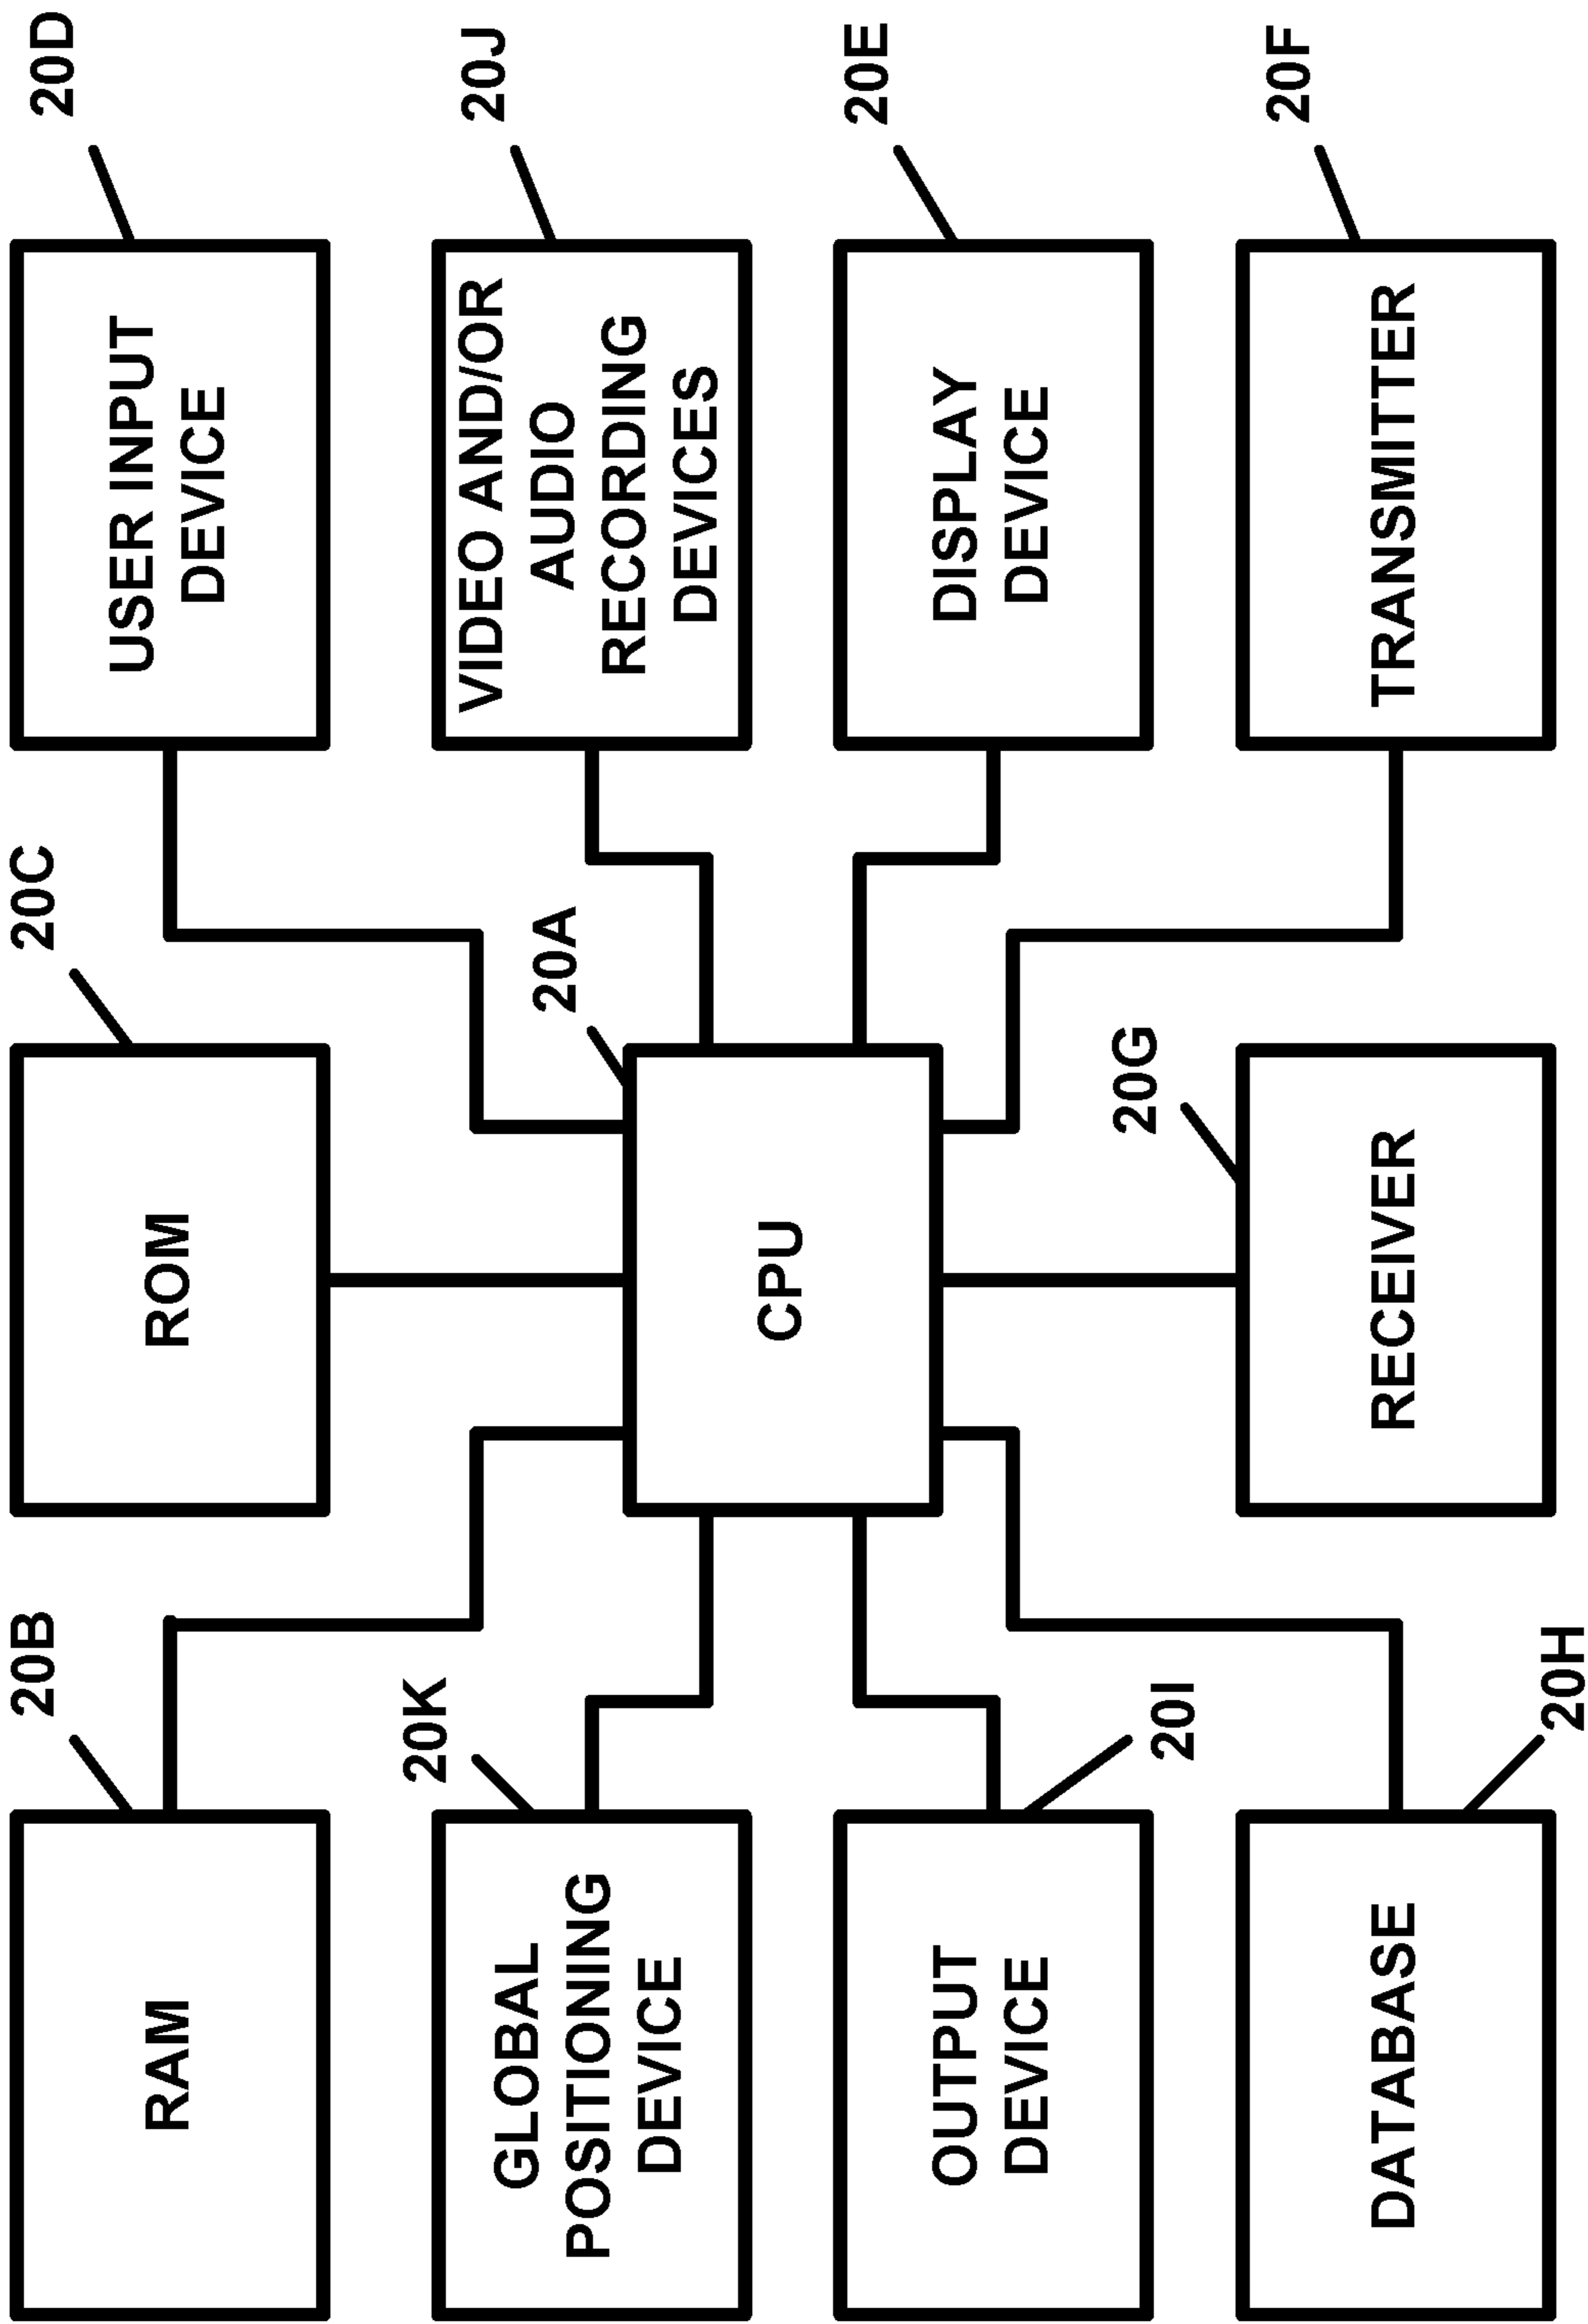 20B
RAM
20C
ROM
20D
USER INPUT
DEVICE
20K
GLOBAL
POSITIONING
DEVICE
20A
CPU
20J
VIDEO AND/OR
AUDIO
RECORDING
DEVICES
OUTPUT
DEVICE
20I
20E
DISPLAY
DEVICE
DATABASE
20H
20G
RECEIVER
20F
TRANSMITTER